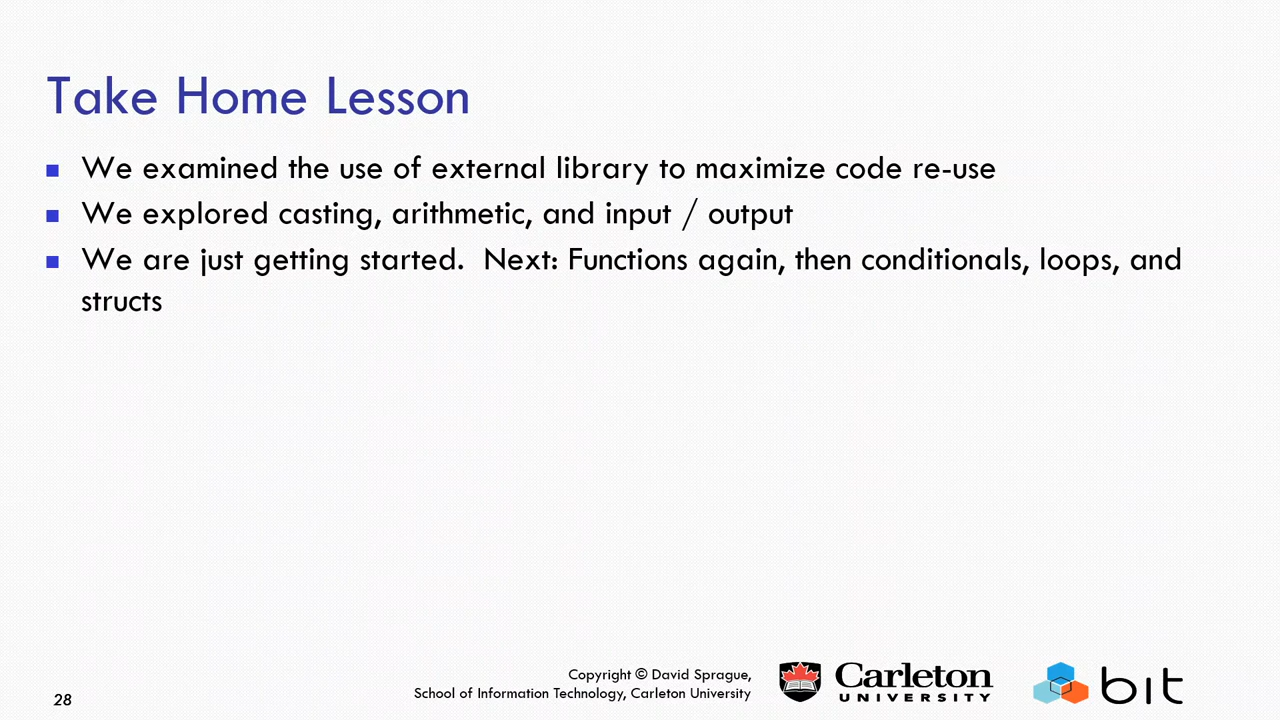 Take Home Lesson
We examined the use of external library to maximize code re-use
We explored casting, arithmetic, and input / output
We are just getting started.  Next: Functions again, then conditionals, loops, and
structs
Copyright © David Sprague,
School of Information Technology, Carleton University
Carleton
UNIVERSITY
bit
28